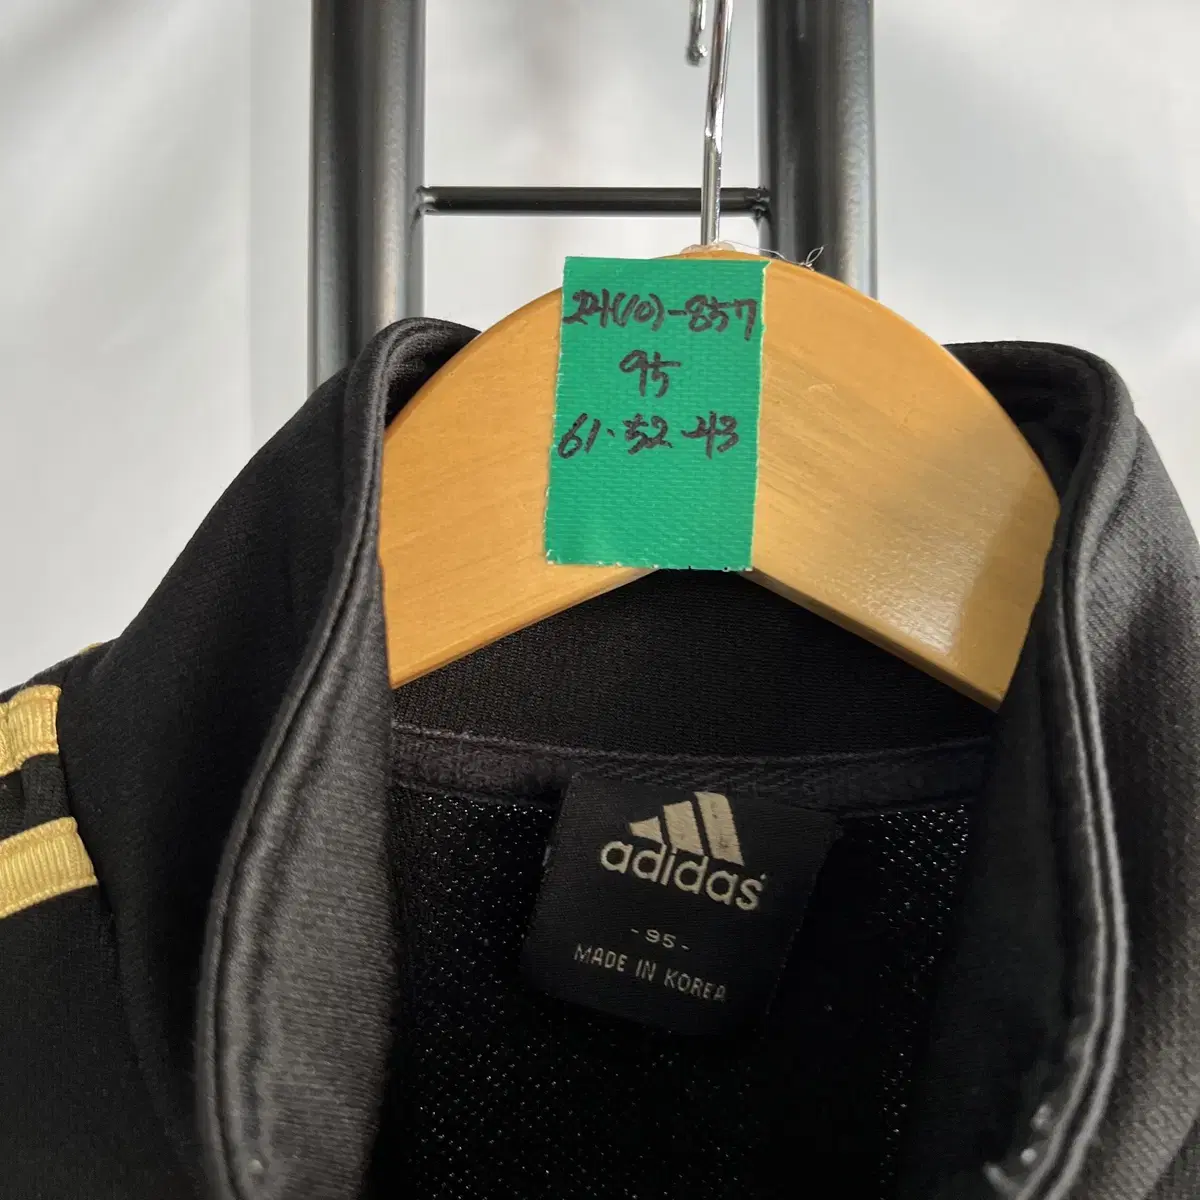 24(10)-857
95
61.52.43
adidas
-95-
MADE IN KOREA